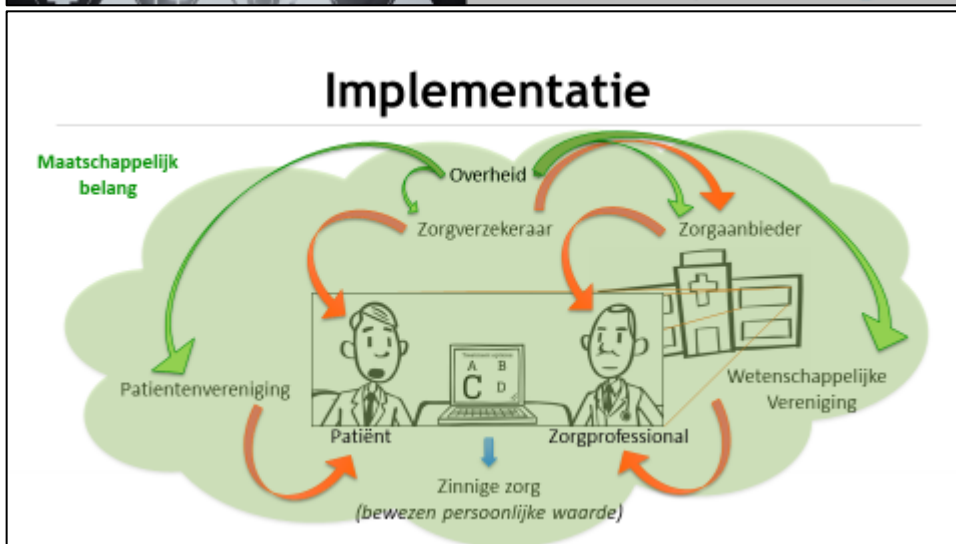 Implementatie
Maatschappelijk
belang
Overheid
Zorgverzekeraar
Zorgaanbieder
Patientenvereniging
Wetenschappelijke
Vereniging
A B
C D
Patiënt
Zorgprofessional
Zinnige zorg
(bewezen persoonlijke waarde)